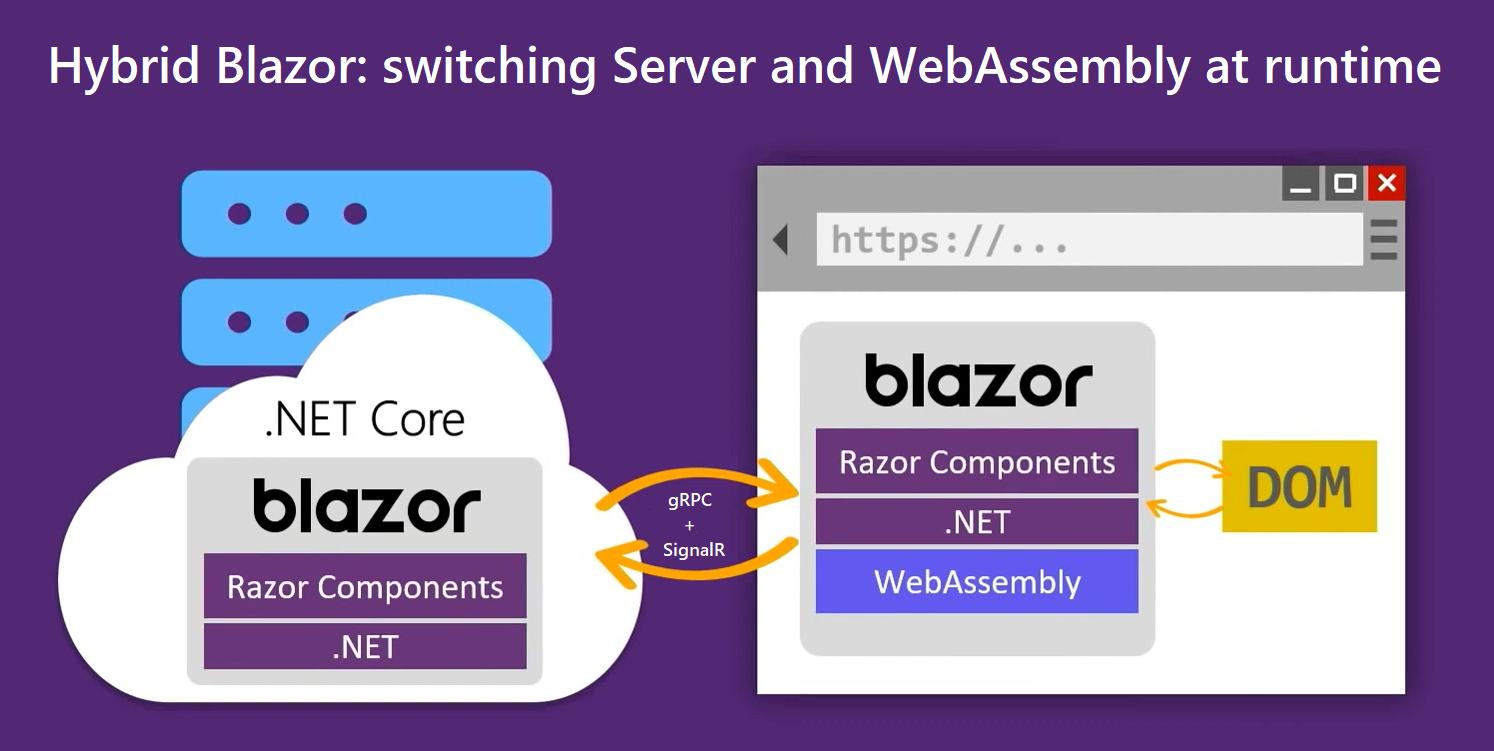 Hybrid Blazor: switching Server and WebAssembly at runtime
https://...
.NET Core
blazor
Razor Components
.NET
gRPC
+
SignalR
blazor
Razor Components
.NET
WebAssembly
DOM